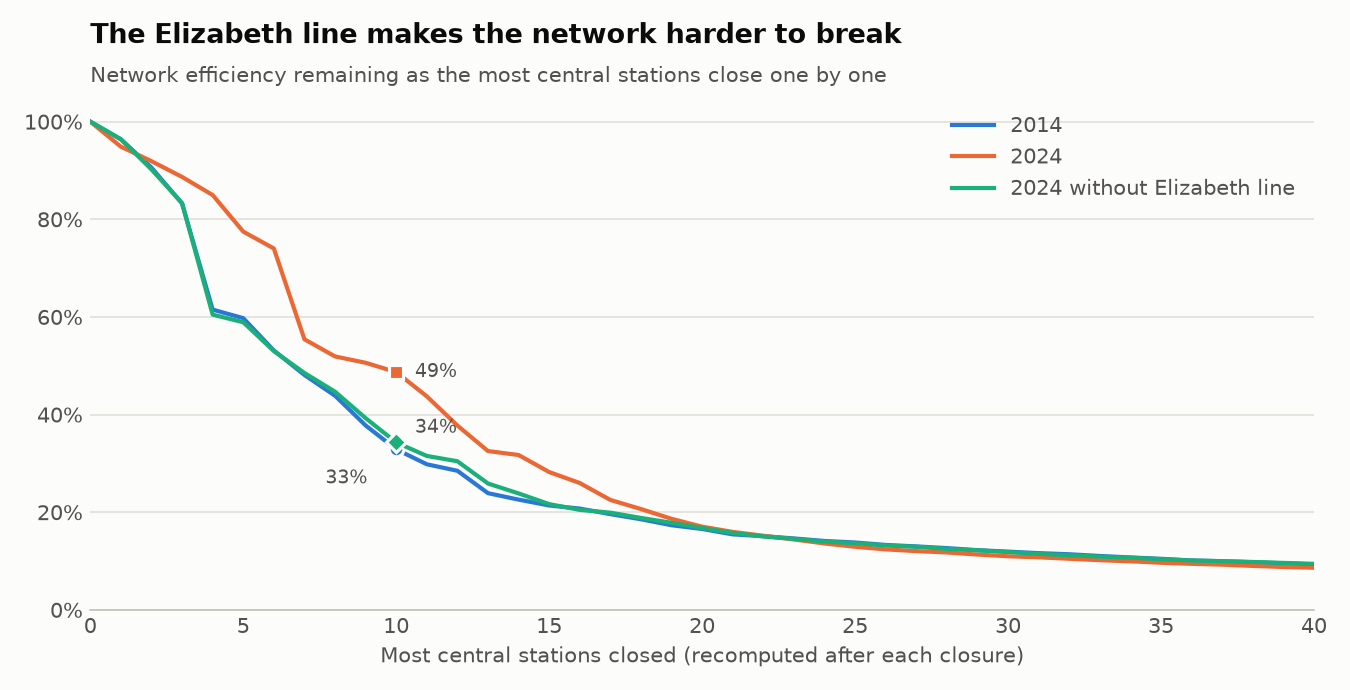 The Elizabeth line makes the network harder to break
Network efficiency remaining as the most central stations close one by one
2014
2024
2024 without Elizabeth line
100%
80%
60%
40%
20%
0%
49%
34%
33%
0 5 10 15 20 25 30 35 40
Most central stations closed (recomputed after each closure)